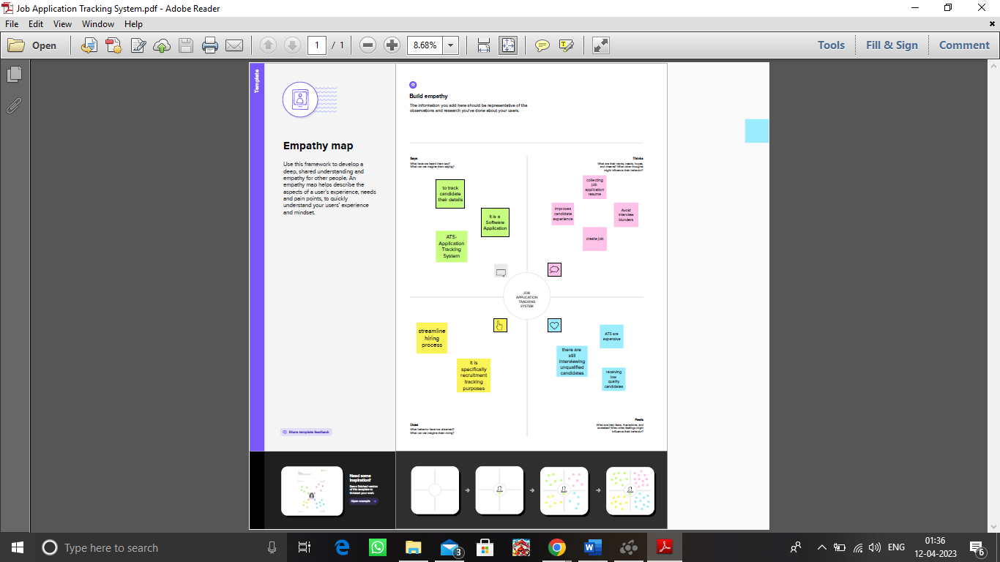 Job Application Tracking System.pdf - Adobe Reader
File Edit View Window Help
Open
1 / 1
8.68%
Tools Fill & Sign Comment
Template
Empathy map
Use this framework to develop a
deep, shared understanding and
empathy for other people. An
empathy map helps describe the
aspects of a user's experience, needs
and pain points, to quickly
understand your users' experience
and mindset.
Share template feedback
Build empathy
The information you add here should be representative of the
observations and research you've done about your users.
Says
What have we heard them say?
What can we imagine them saying?
to track
candidate
their details
it is a
Software
Application
ATS-
Application
Tracking
System
Thinks
What are their wants, needs, hopes,
and dreams? What other thoughts
might influence their behavior?
collecting
job
application
resume
Improves
candidate
experience
Avoid
interview
blunders
create job
JOB
APPLICATION
TRACKING
SYSTEM
streamline
hiring
process
It is
specifically
recruitment
tracking
purposes
Does
What behavior have we observed?
What can we imagine them doing?
ATS are
expensive
there are
still
interviewing
unqualified
candidates
receiving
low
quality
candidates
Feels
What are their fears, frustrations, and
anxieties? What other feelings might
influence their behavior?
Need some
inspiration?
See a finished version
of this template to
kickstart your work.
Open example
Type here to search
3
W
ENG
01:36
12-04-2023
6